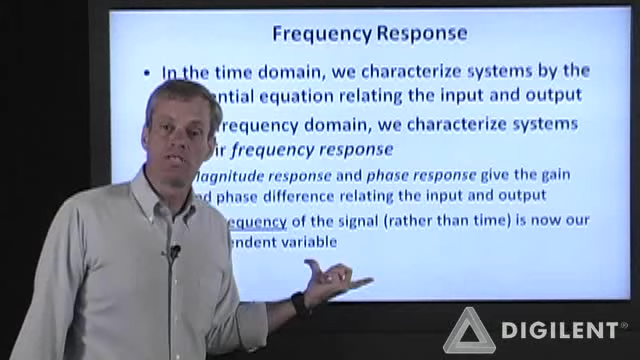 Frequency Response
• In the time domain, we characterize systems by the
ential equation relating the input and output
frequency domain, we characterize systems
ir frequency response
Magnitude response and phase response give the gain
nd phase difference relating the input and output
equency of the signal (rather than time) is now our
endent variable
DIGILENT®